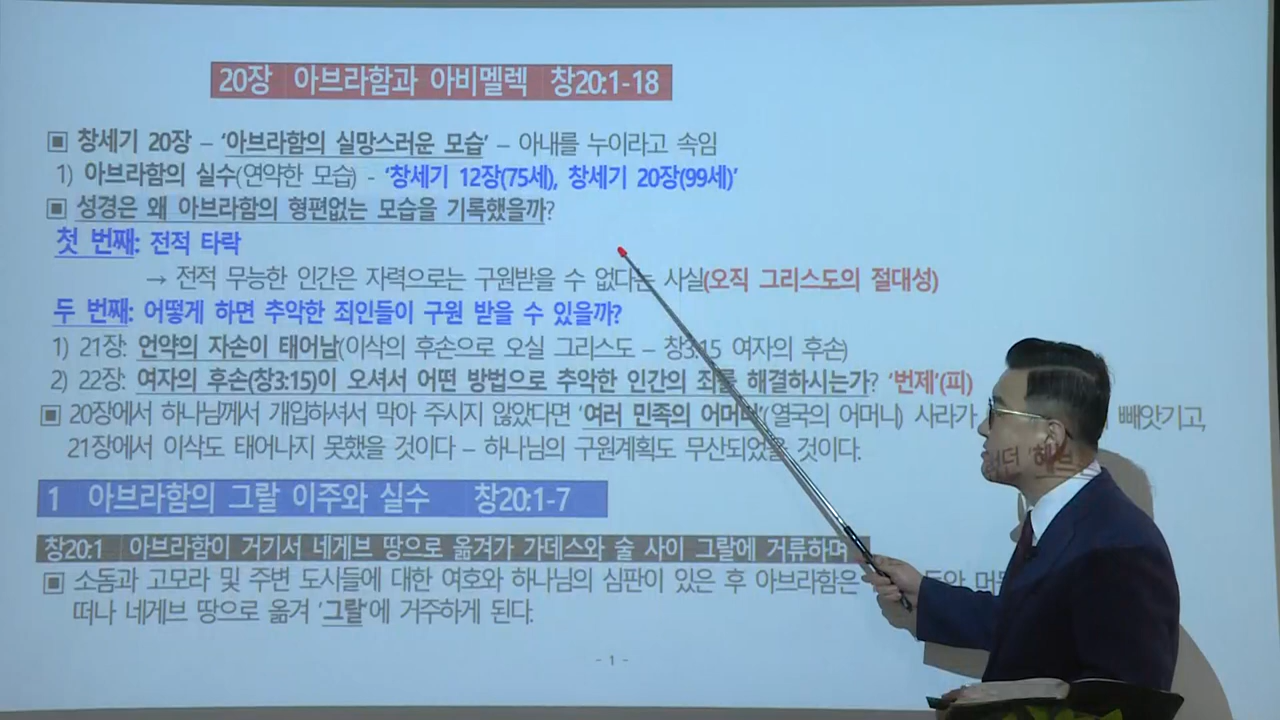 20장 아브라함과 아비멜렉 창20:1-18
▣ 창세기 20장 – ‘아브라함의 실망스러운 모습’ – 아내를 누이라고 속임
1) 아브라함의 실수(연약한 모습) - ‘창세기 12장(75세), 창세기 20장(99세)’
▣ 성경은 왜 아브라함의 형편없는 모습을 기록했을까?
첫 번째: 전적 타락
→ 전적 무능한 인간은 자력으로는 구원받을 수 없다는 사실(오직 그리스도의 절대성)
두 번째: 어떻게 하면 추악한 죄인들이 구원 받을 수 있을까?
1) 21장: 언약의 자손이 태어남(이삭의 후손으로 오실 그리스도 – 창3:15 여자의 후손)
2) 22장: 여자의 후손(창3:15)이 오셔서 어떤 방법으로 추악한 인간의 죄를 해결하시는가? ‘번제’(피)
▣ 20장에서 하나님께서 개입하셔서 막아 주시지 않았다면 ‘여러 민족의 어머니’(열국의 어머니) 사라가 빼앗기고,
21장에서 이삭도 태어나지 못했을 것이다 – 하나님의 구원계획도 무산되었을 것이다.
1 아브라함의 그랄 이주와 실수 창20:1-7
창20:1 아브라함이 거기서 네게브 땅으로 옮겨가 가데스와 술 사이 그랄에 거류하며
▣ 소돔과 고모라 및 주변 도시들에 대한 여호와 하나님의 심판이 있은 후 아브라함은
떠나 네게브 땅으로 옮겨 ‘그랄’에 거주하게 된다.
- 1 -